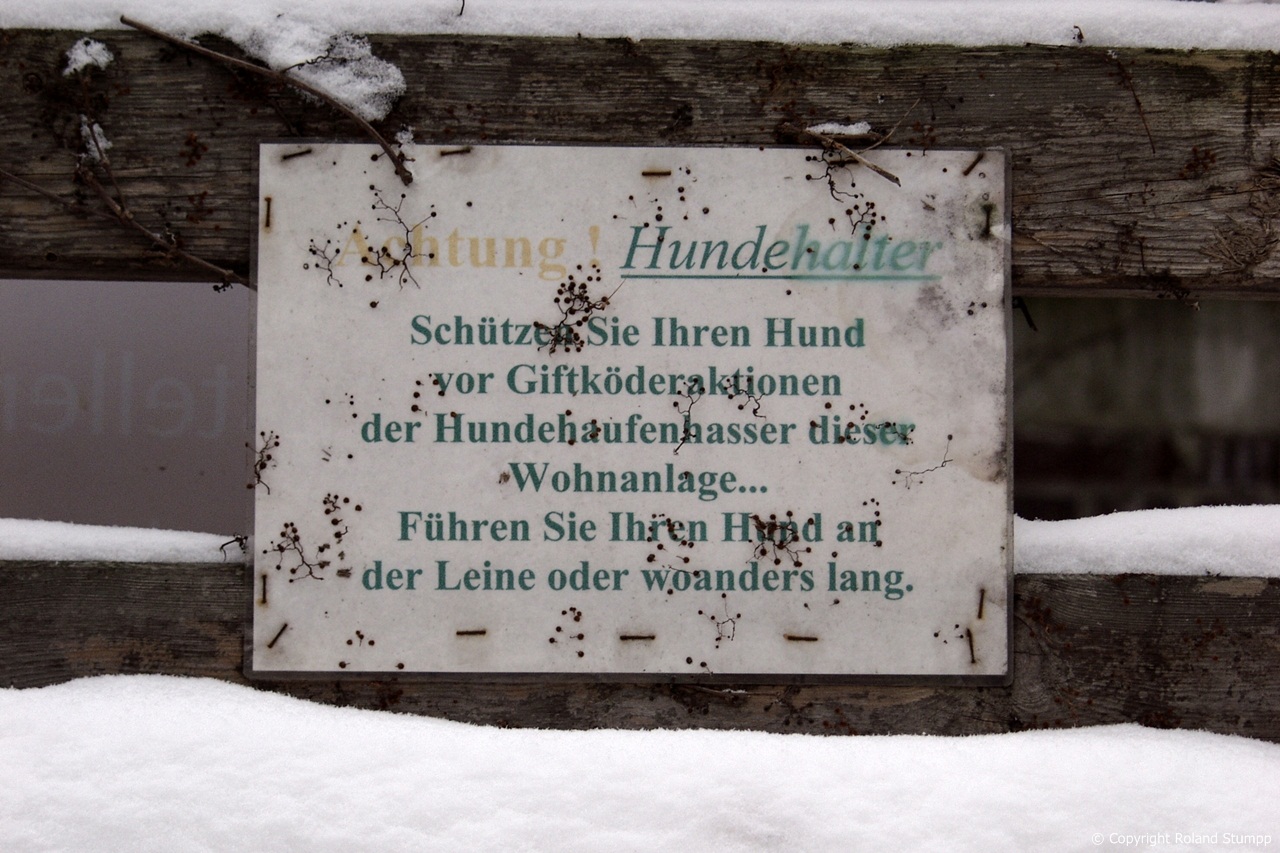 Achtung ! Hundehalter
Schützen Sie Ihren Hund
vor Giftköderaktionen
der Hundehaufenhasser dieser
Wohnanlage...
Führen Sie Ihren Hund an
der Leine oder woanders lang.
© Copyright Roland Stumpp